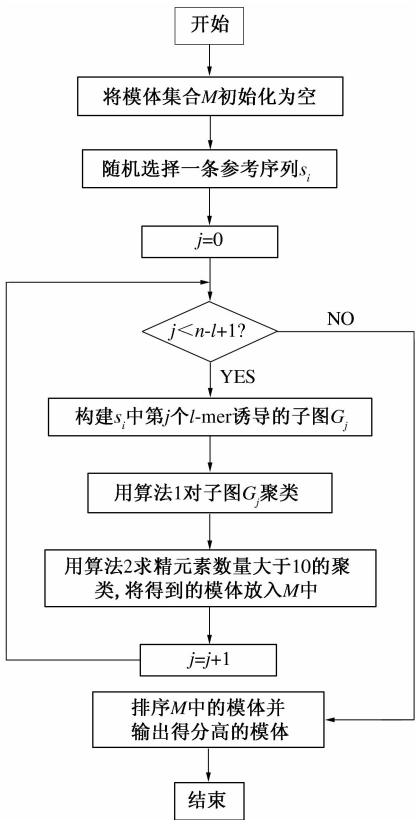 开始
将模体集合M初始化为空
随机选择一条参考序列si
j=0
j＜n-l+1?
NO
YES
构建si中第j个l-mer诱导的子图Gj
用算法1对子图Gj聚类
用算法2求精元素数量大于10的聚
类,将得到的模体放入M中
j=j+1
排序M中的模体并
输出得分高的模体
结束